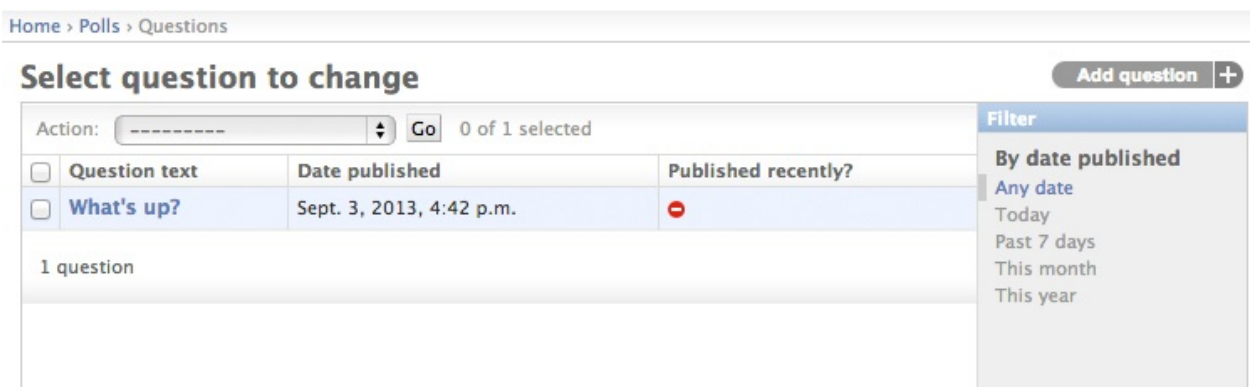 Home › Polls › Questions
Select question to change
Add question +
Action: --------- Go 0 of 1 selected
Question text Date published Published recently?
What's up? Sept. 3, 2013, 4:42 p.m.
1 question
Filter
By date published
Any date
Today
Past 7 days
This month
This year